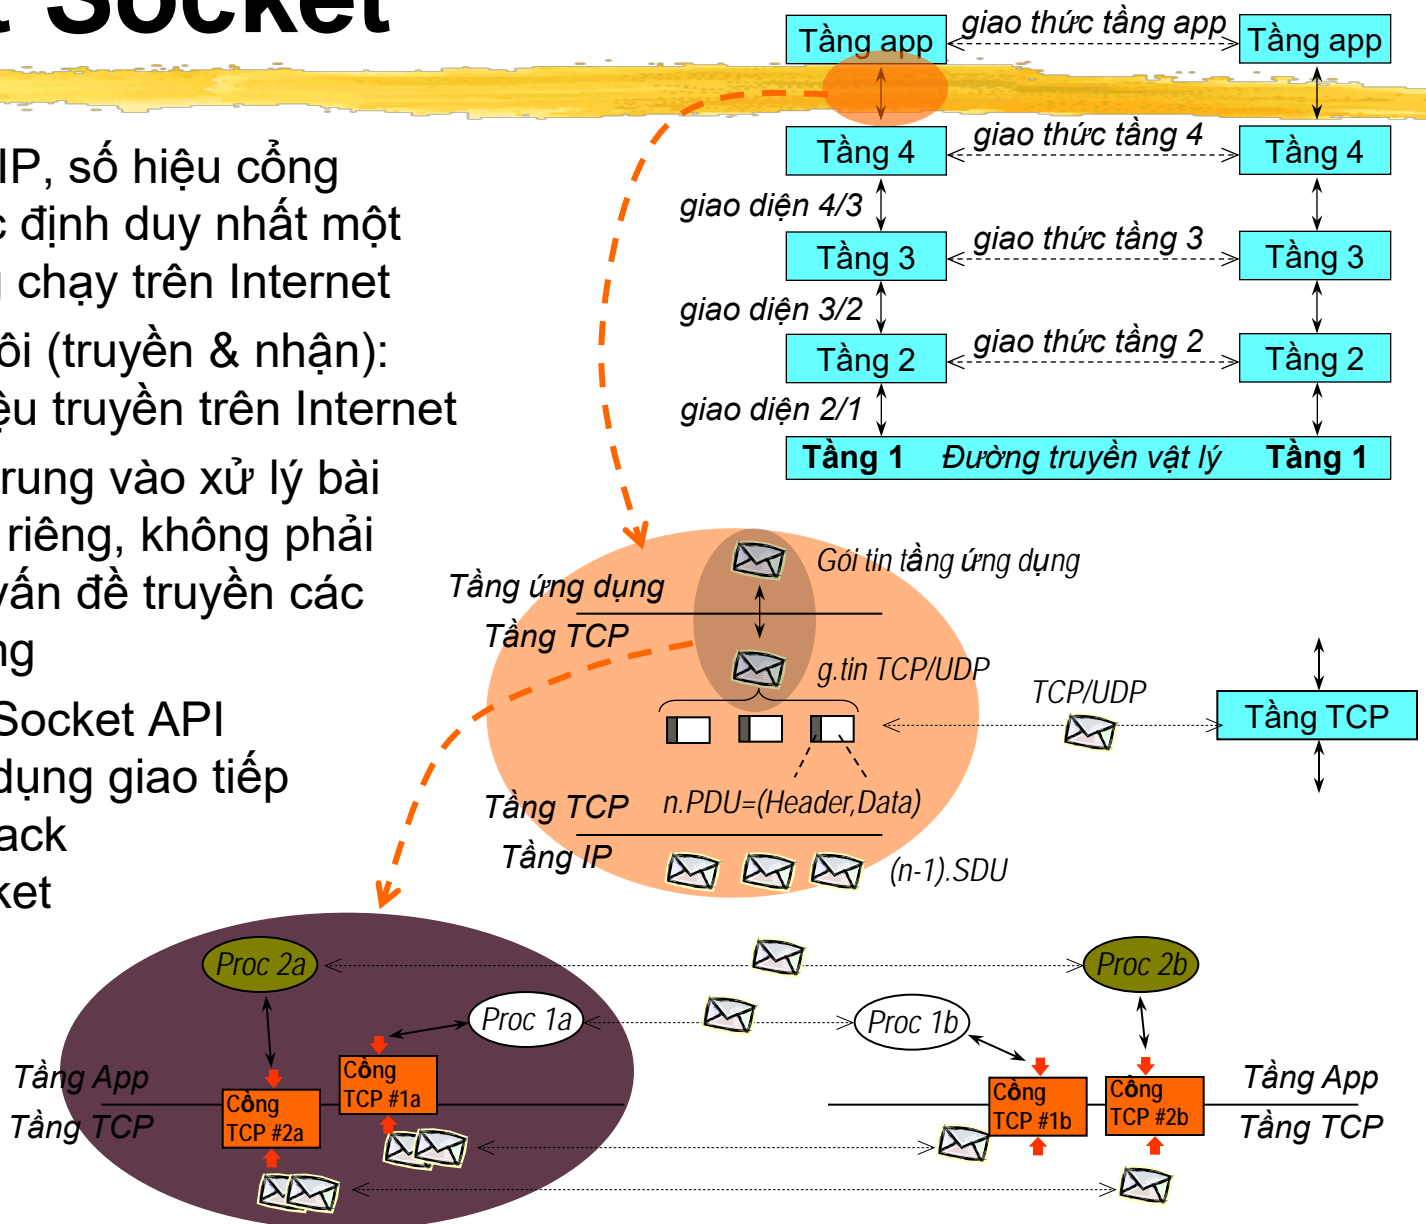 t Socket
IP, số hiệu cổng
c định duy nhất một
g chạy trên Internet
ôi (truyền & nhận):
ệu truyền trên Internet
rung vào xử lý bài
riêng, không phải
vấn đề truyền các
ng
Socket API
dụng giao tiếp
ack
ket
Tầng app
giao thức tầng app
Tầng app
Tầng 4
giao thức tầng 4
Tầng 4
giao diện 4/3
Tầng 3
giao thức tầng 3
Tầng 3
giao diện 3/2
Tầng 2
giao thức tầng 2
Tầng 2
giao diện 2/1
Tầng 1
Đường truyền vật lý
Tầng 1
Gói tin tầng ứng dụng
Tầng ứng dụng
Tầng TCP
g.tin TCP/UDP
TCP/UDP
Tầng TCP
Tầng TCP
n.PDU=(Header,Data)
Tầng IP
(n-1).SDU
Proc 2a
Proc 2b
Proc 1a
Proc 1b
Tầng App
Tầng TCP
Cổng
TCP #2a
Cổng
TCP #1a
Cổng
TCP #1b
Cổng
TCP #2b
Tầng App
Tầng TCP